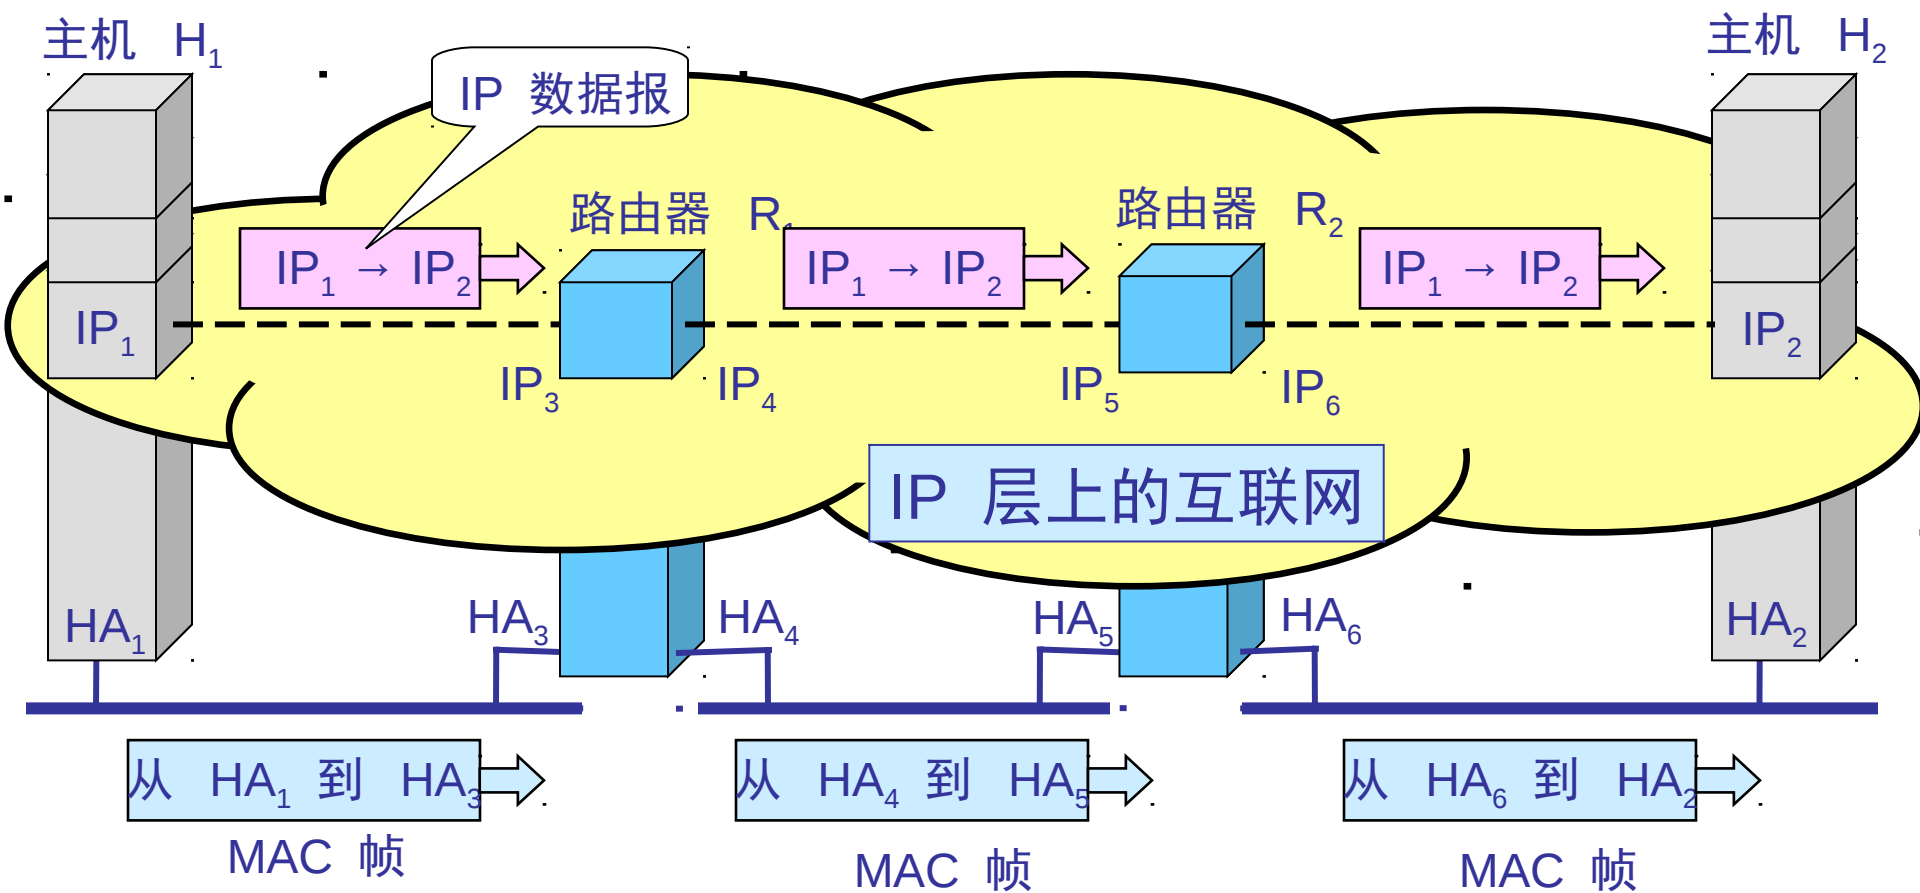 主机 H₁
主机 H₂
IP 数据报
路由器 R₁
路由器 R₂
IP₁ → IP₂
IP₁ → IP₂
IP₁ → IP₂
IP₁
IP₂
IP₃
IP₄
IP₅
IP₆
IP 层上的互联网
HA₁
HA₃
HA₄
HA₅
HA₆
HA₂
从 HA₁ 到 HA₃
从 HA₄ 到 HA₅
从 HA₆ 到 HA₂
MAC 帧
MAC 帧
MAC 帧